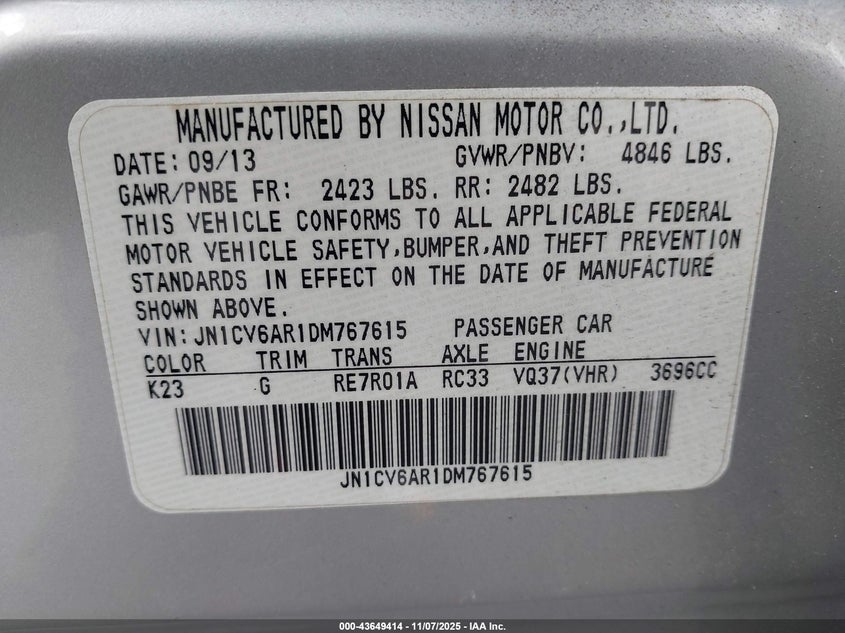 MANUFACTURED BY NISSAN MOTOR CO.,LTD.
DATE: 09/13 GVWR/PNBV: 4846 LBS.
GAWR/PNBE FR: 2423 LBS. RR: 2482 LBS.
THIS VEHICLE CONFORMS TO ALL APPLICABLE FEDERAL
MOTOR VEHICLE SAFETY,BUMPER,AND THEFT PREVENTION
STANDARDS IN EFFECT ON THE DATE OF MANUFACTURE
SHOWN ABOVE.
VIN: JN1CV6AR1DM767615 PASSENGER CAR
COLOR TRIM TRANS AXLE ENGINE
K23 G RE7R01A RC33 VQ37(VHR) 3696CC
JN1CV6AR1DM767615
000-43649414 - 11/07/2025 - IAA Inc.